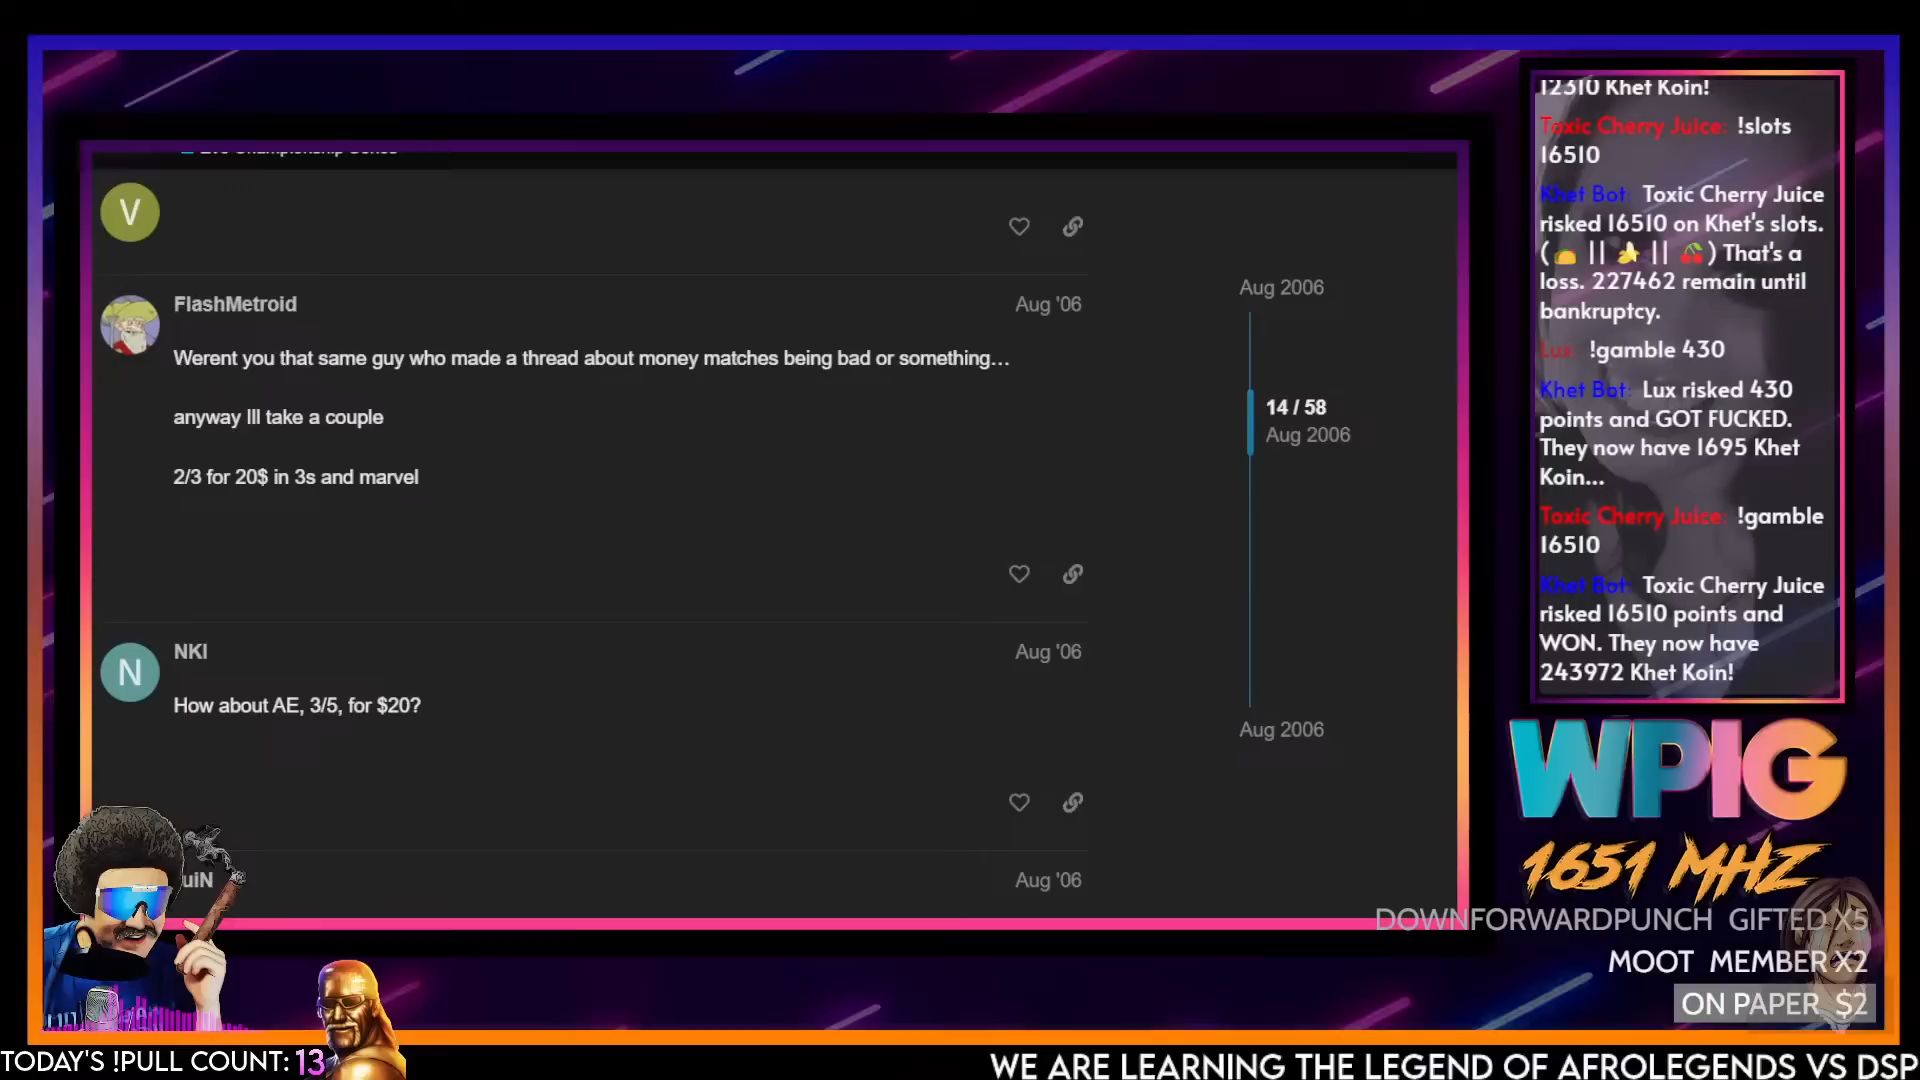 Evo Championship Series
V
FlashMetroid
Aug '06
Werent you that same guy who made a thread about money matches being bad or something...
anyway Ill take a couple
2/3 for 20$ in 3s and marvel
N
NKI
Aug '06
How about AE, 3/5, for $20?
uiN
Aug '06
Aug 2006
14 / 58
Aug 2006
Aug 2006
12310 Khet Koin!
Toxic Cherry Juice: !slots
16510
Khet Bot: Toxic Cherry Juice
risked 16510 on Khet's slots.
( 🌮 || 🍌 || 🍒 ) That's a
loss. 227462 remain until
bankruptcy.
Lux: !gamble 430
Khet Bot: Lux risked 430
points and GOT FUCKED.
They now have 1695 Khet
Koin...
Toxic Cherry Juice: !gamble
16510
Khet Bot: Toxic Cherry Juice
risked 16510 points and
WON. They now have
243972 Khet Koin!
WPIG
1651 MHZ
DOWNFORWARDPUNCH GIFTED X5
MOOT MEMBER X2
ON PAPER $2
TODAY'S !PULL COUNT: 13
WE ARE LEARNING THE LEGEND OF AFROLEGENDS VS DSP